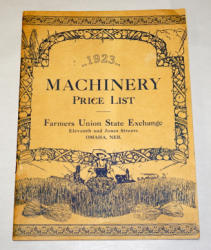 1923
MACHINERY
PRICE LIST
Farmers Union State Exchange
Eleventh and Jones Streets
OMAHA, NEB.